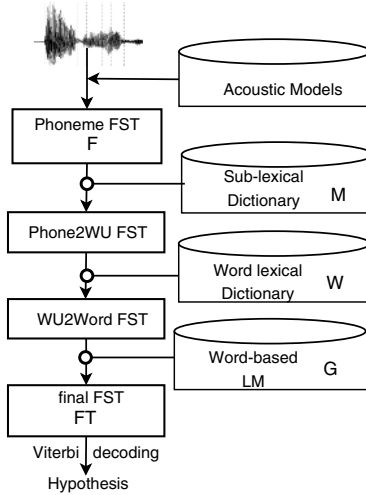 Acoustic Models
Phoneme FST
F
Sub-lexical
Dictionary M
Phone2WU FST
Word lexical
Dictionary W
WU2Word FST
Word-based
LM G
final FST
FT
Viterbi decoding
Hypothesis